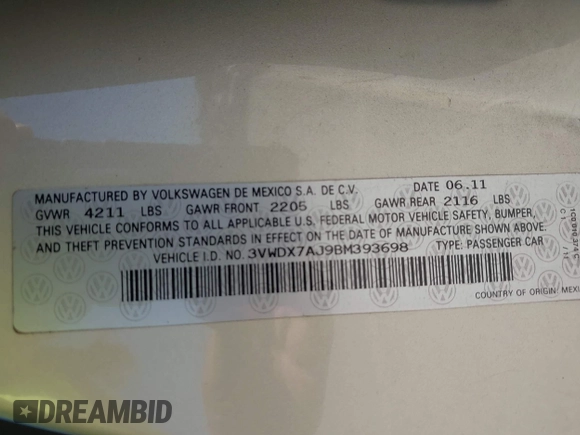 MANUFACTURED BY VOLKSWAGEN DE MEXICO S.A. DE C.V. DATE 06.11
GVWR 4211 LBS GAWR FRONT 2205 LBS GAWR REAR 2116 LBS
THIS VEHICLE CONFORMS TO ALL APPLICABLE U.S. FEDERAL MOTOR VEHICLE SAFETY, BUMPER,
AND THEFT PREVENTION STANDARDS IN EFFECT ON THE DATE OF MANUFACTURE SHOWN ABOVE.
VEHICLE I.D. NO. 3VWDX7AJ9BM393698 TYPE: PASSENGER CAR
COUNTRY OF ORIGIN: MEXI
DREAMBID